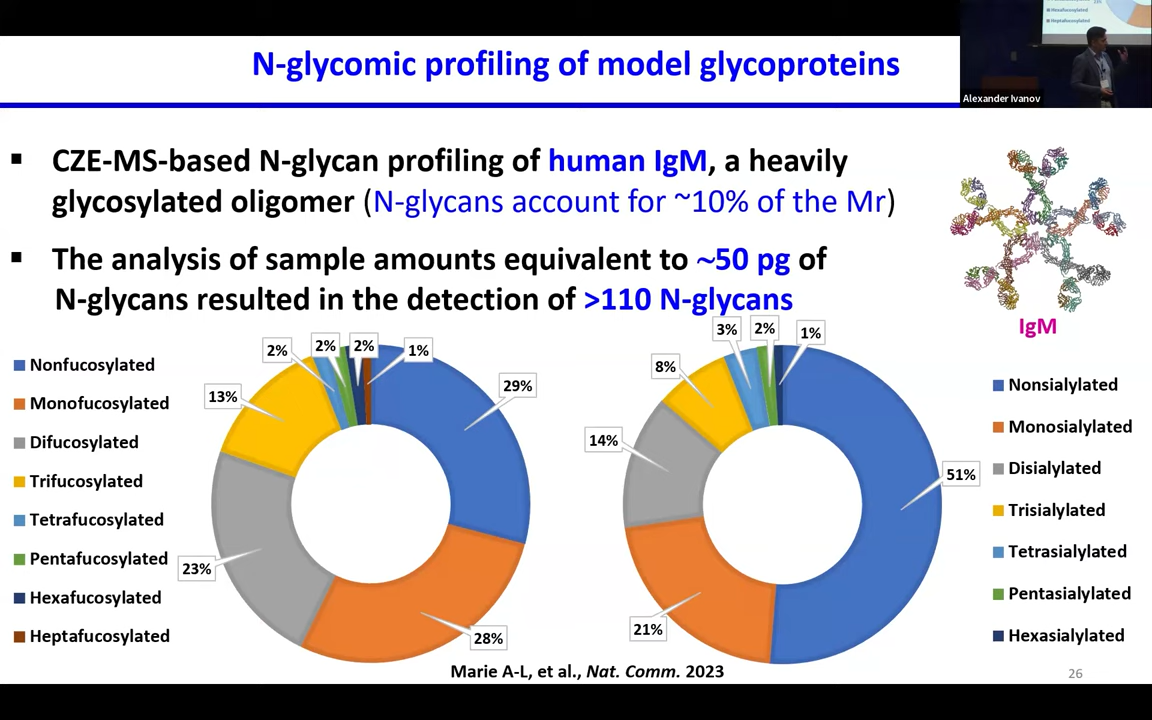 N-glycomic profiling of model glycoproteins
Hexafucosylated
Heptafucosylated
Alexander Ivanov
▪ CZE-MS-based N-glycan profiling of human IgM, a heavily
glycosylated oligomer (N-glycans account for ~10% of the Mr)
▪ The analysis of sample amounts equivalent to ~50 pg of
N-glycans resulted in the detection of >110 N-glycans
IgM
Nonfucosylated
Monofucosylated
Difucosylated
Trifucosylated
Tetrafucosylated
Pentafucosylated
Hexafucosylated
Heptafucosylated
2%
2%
2%
1%
13%
29%
23%
28%
3%
2%
1%
8%
14%
51%
21%
Nonsialylated
Monosialylated
Disialylated
Trisialylated
Tetrasialylated
Pentasialylated
Hexasialylated
Marie A-L, et al., Nat. Comm. 2023
26